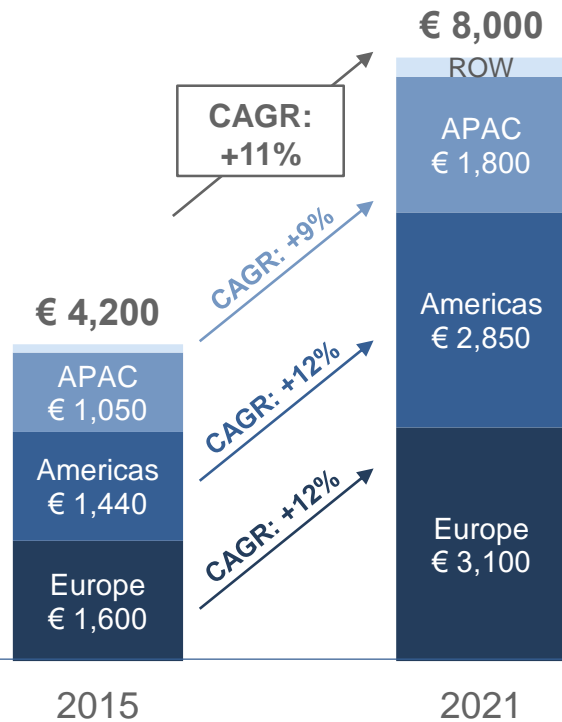 € 8,000
ROW
CAGR:
+11%
APAC
€ 1,800
CAGR: +9%
€ 4,200
Americas
€ 2,850
APAC
€ 1,050
CAGR: +12%
Americas
€ 1,440
CAGR: +12%
Europe
€ 3,100
Europe
€ 1,600
2015
2021